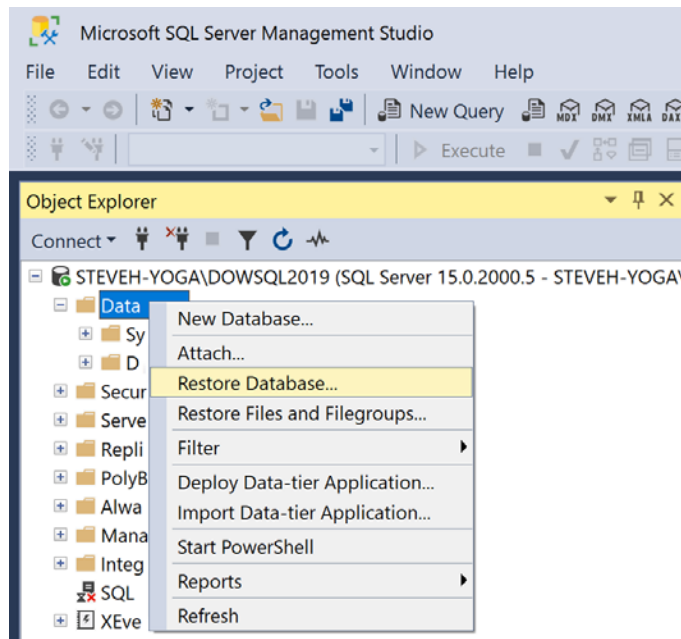 Microsoft SQL Server Management Studio
File Edit View Project Tools Window Help
New Query MDX DMX XMLA DAX
Execute
Object Explorer
Connect
STEVEH-YOGA\DOWSQL2019 (SQL Server 15.0.2000.5 - STEVEH-YOGA\
Data
New Database...
Sy
Attach...
D
Restore Database...
Secur
Restore Files and Filegroups...
Serve
Repli
Filter
PolyB
Deploy Data-tier Application...
Alwa
Import Data-tier Application...
Mana
Start PowerShell
Integ
Reports
SQL
Refresh
XEve